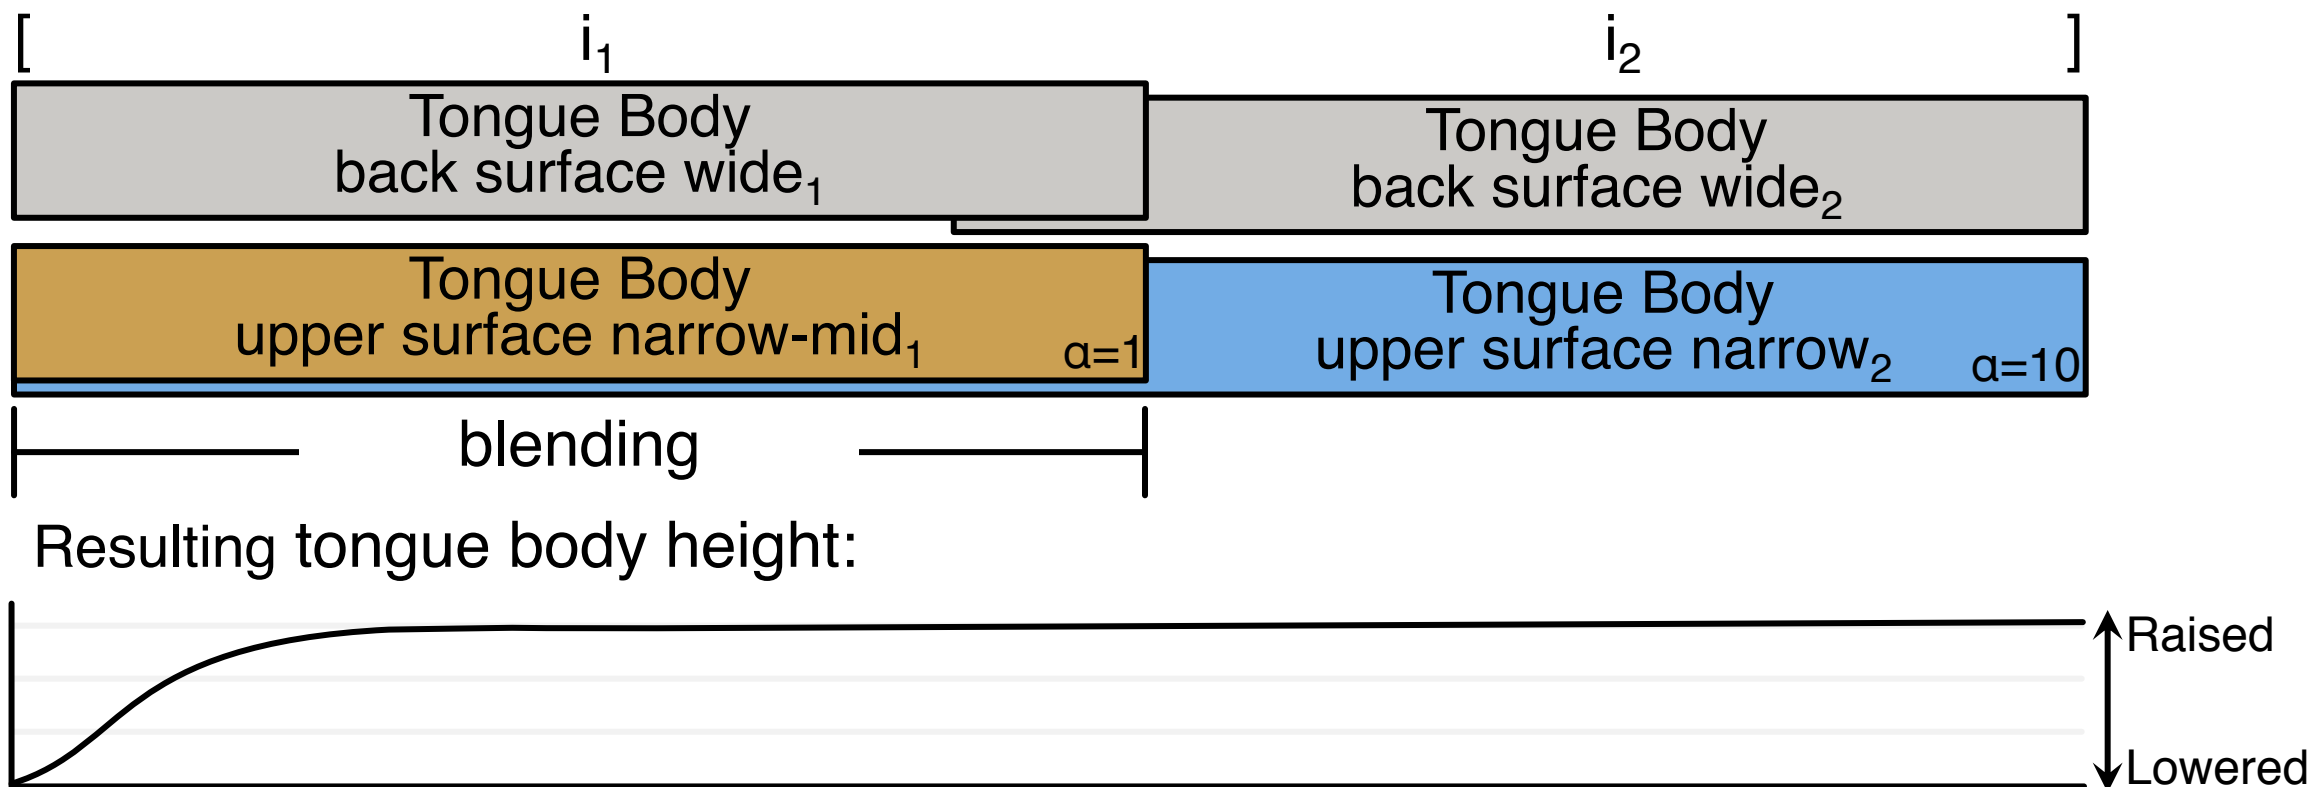 [ i₁ i₂ ]
Tongue Body
back surface wide₁
Tongue Body
back surface wide₂
Tongue Body
upper surface narrow-mid₁ α=1
Tongue Body
upper surface narrow₂ α=10
blending
Resulting tongue body height:
Raised
Lowered